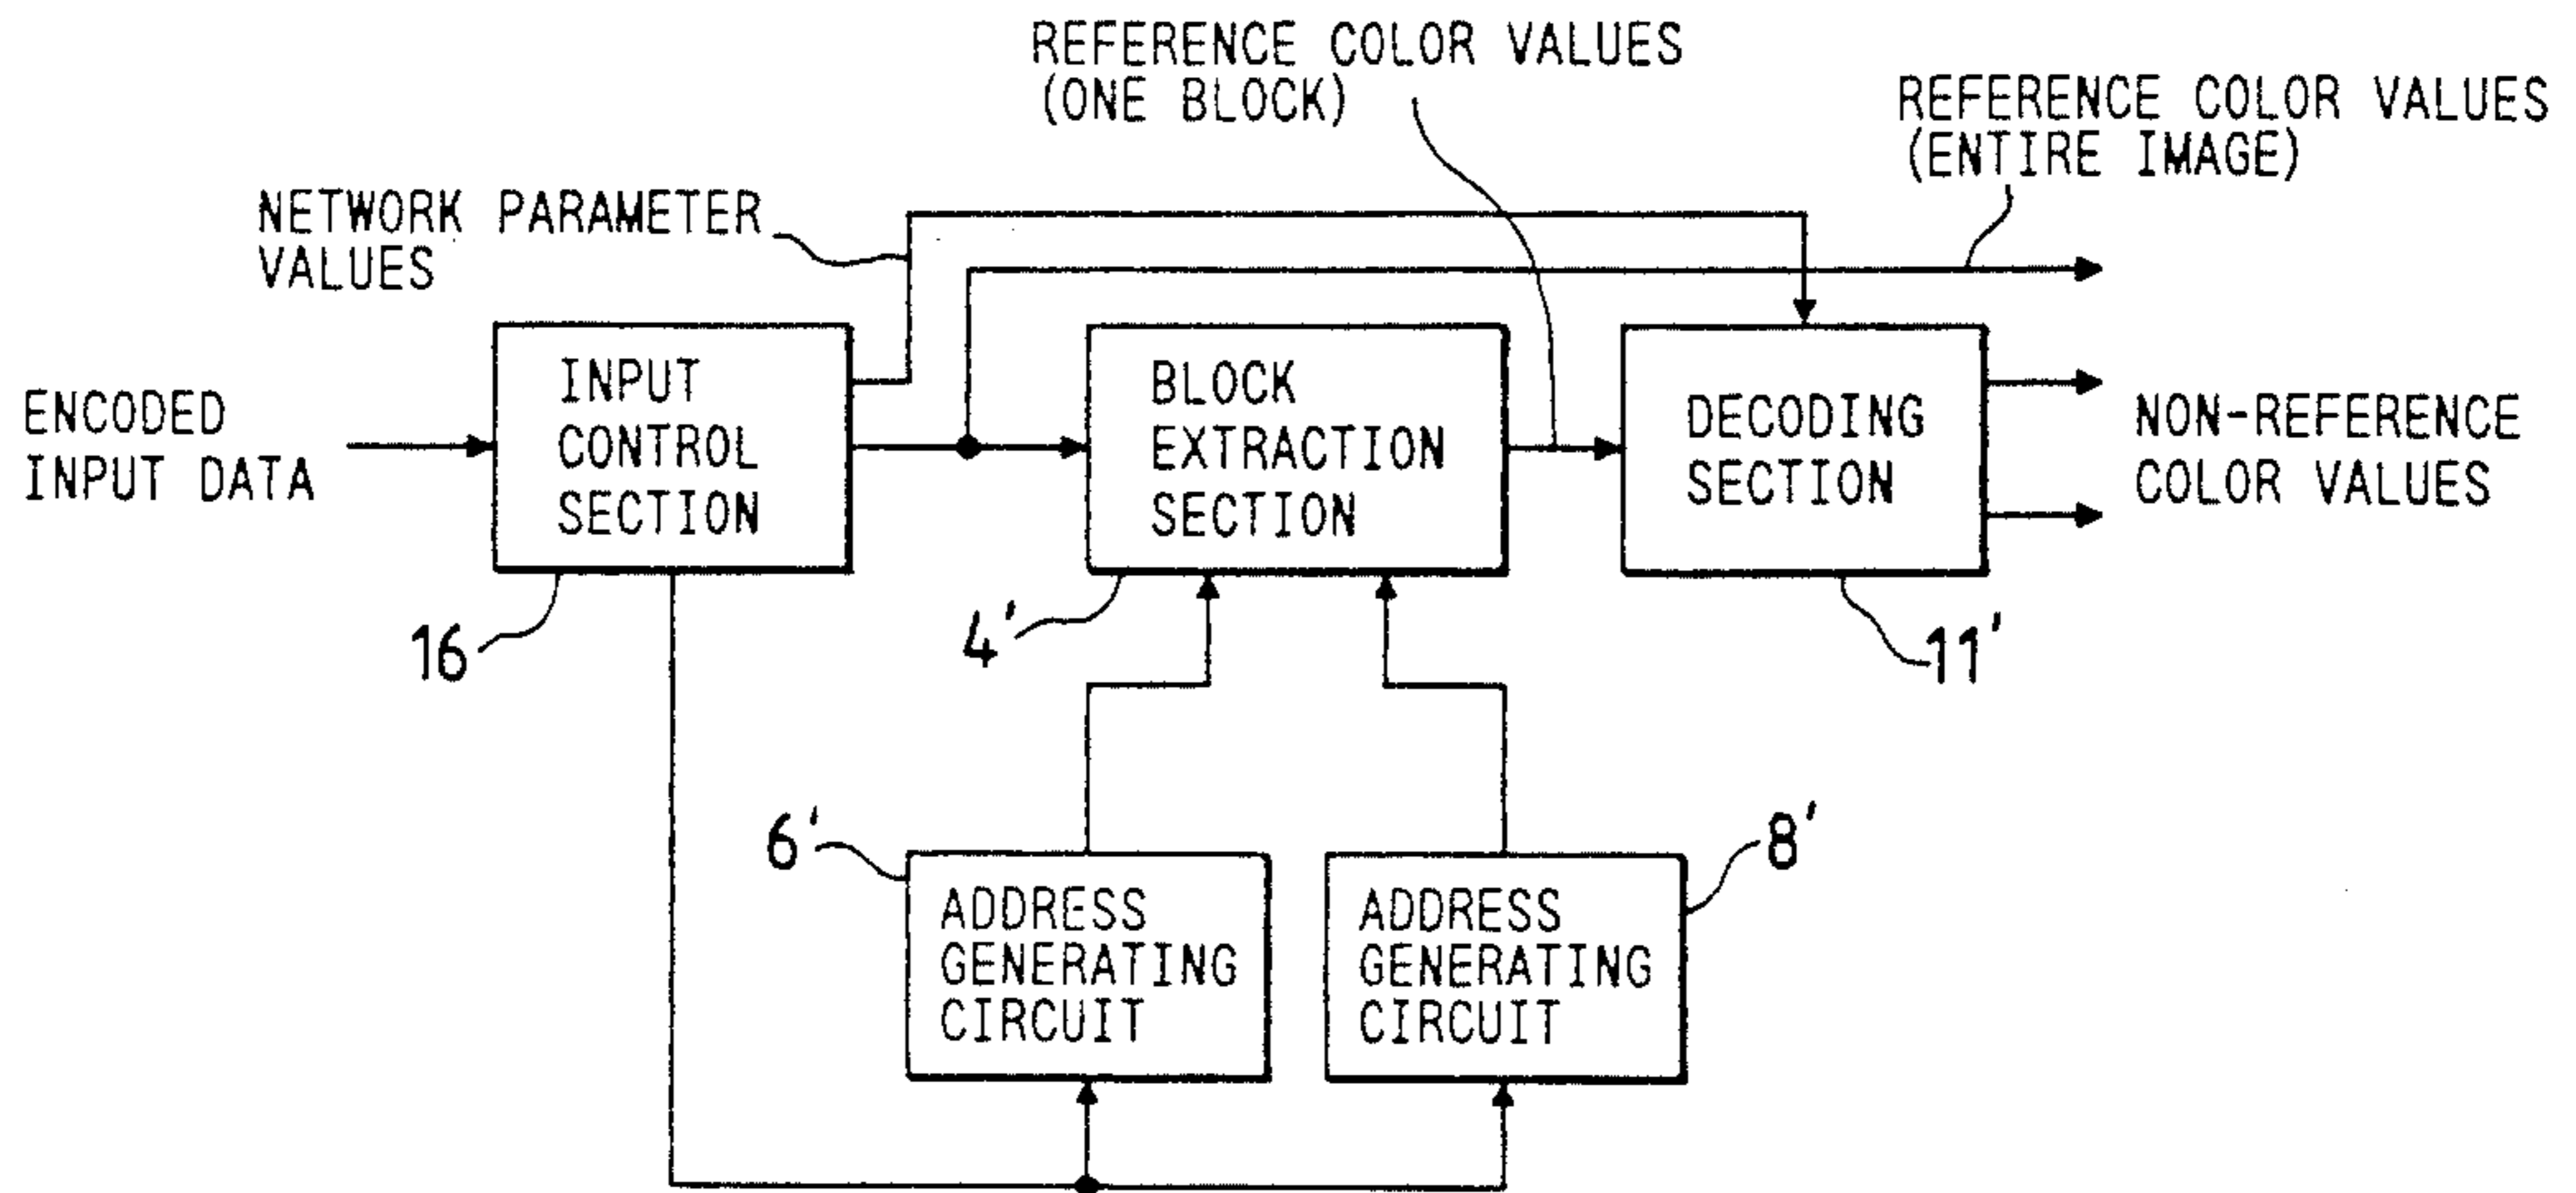 REFERENCE COLOR VALUES
(ONE BLOCK)
REFERENCE COLOR VALUES
(ENTIRE IMAGE)
NETWORK PARAMETER
VALUES
ENCODED
INPUT DATA
INPUT
CONTROL
SECTION
BLOCK
EXTRACTION
SECTION
DECODING
SECTION
NON-REFERENCE
COLOR VALUES
16
4'
11'
6'
8'
ADDRESS
GENERATING
CIRCUIT
ADDRESS
GENERATING
CIRCUIT